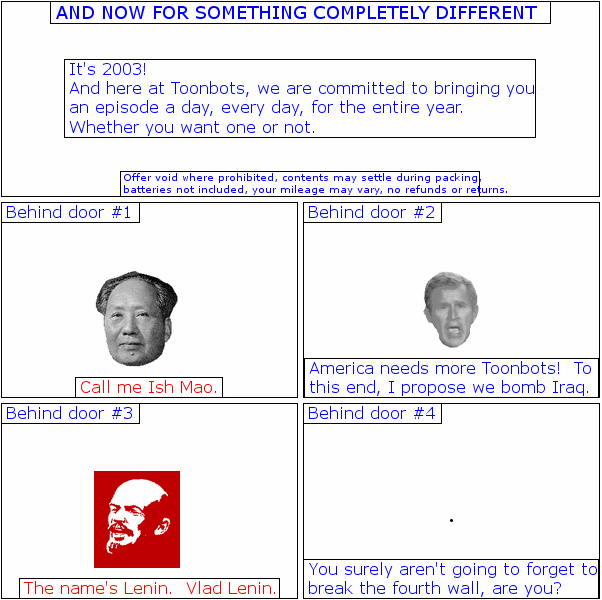 AND NOW FOR SOMETHING COMPLETELY DIFFERENT
It's 2003!
And here at Toonbots, we are committed to bringing you
an episode a day, every day, for the entire year.
Whether you want one or not.
Offer void where prohibited, contents may settle during packing,
batteries not included, your mileage may vary, no refunds or returns.
Behind door #1
Call me Ish Mao.
Behind door #2
America needs more Toonbots!  To
this end, I propose we bomb Iraq.
Behind door #3
The name's Lenin.  Vlad Lenin.
Behind door #4
You surely aren't going to forget to
break the fourth wall, are you?